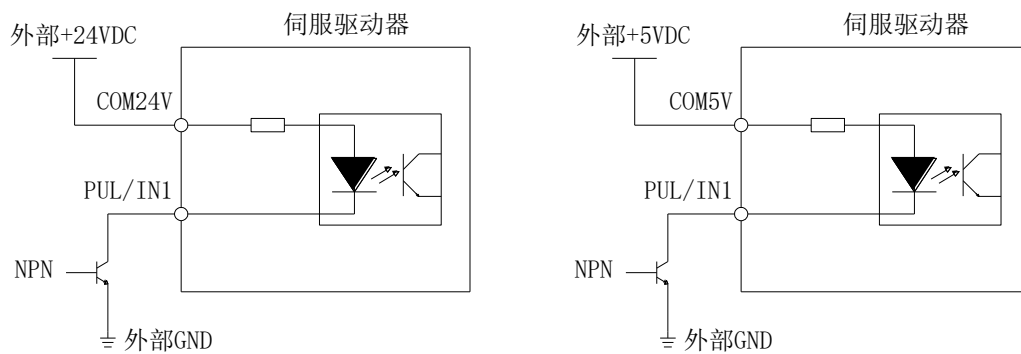 外部+24VDC
伺服驱动器
COM24V
PUL/IN1
NPN
外部GND
外部+5VDC
伺服驱动器
COM5V
PUL/IN1
NPN
外部GND